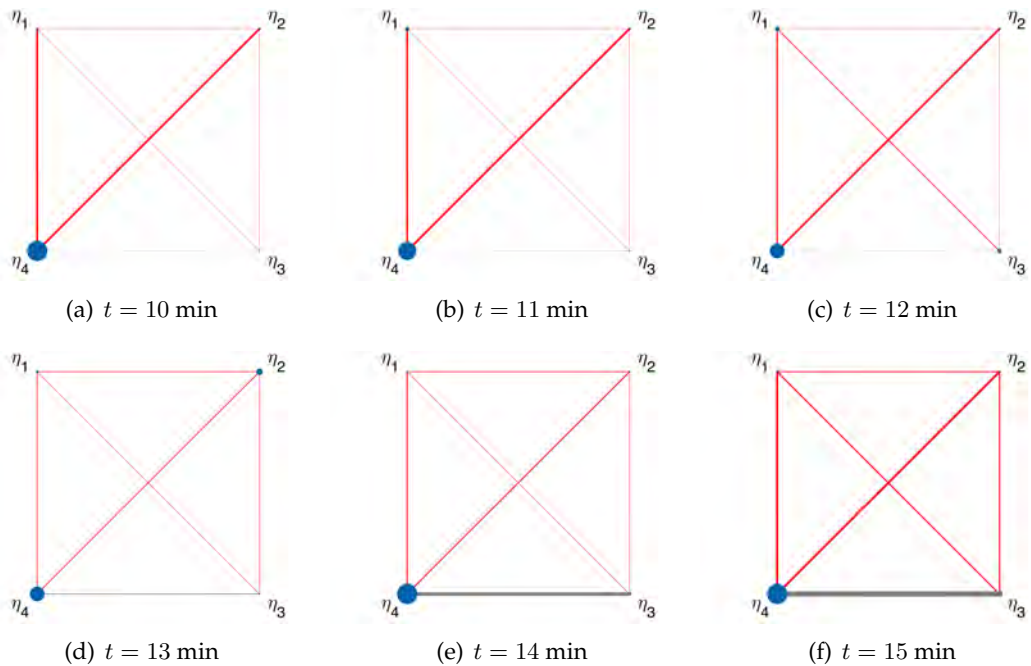 η₁ η₂
η₄ η₃
(a) t = 10 min
η₁ η₂
η₄ η₃
(b) t = 11 min
η₁ η₂
η₄ η₃
(c) t = 12 min
η₁ η₂
η₄ η₃
(d) t = 13 min
η₁ η₂
η₄ η₃
(e) t = 14 min
η₁ η₂
η₄ η₃
(f) t = 15 min